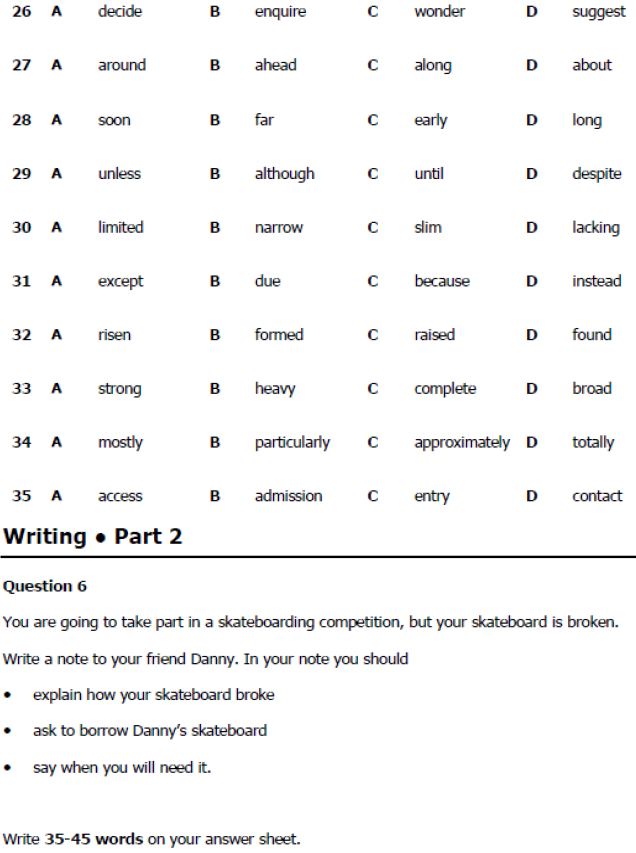 26 A decide B enquire C wonder D suggest
27 A around B ahead C along D about
28 A soon B far C early D long
29 A unless B although C until D despite
30 A limited B narrow C slim D lacking
31 A except B due C because D instead
32 A risen B formed C raised D found
33 A strong B heavy C complete D broad
34 A mostly B particularly C approximately D totally
35 A access B admission C entry D contact
Writing • Part 2
Question 6
You are going to take part in a skateboarding competition, but your skateboard is broken.
Write a note to your friend Danny. In your note you should
• explain how your skateboard broke
• ask to borrow Danny's skateboard
• say when you will need it.
Write 35-45 words on your answer sheet.